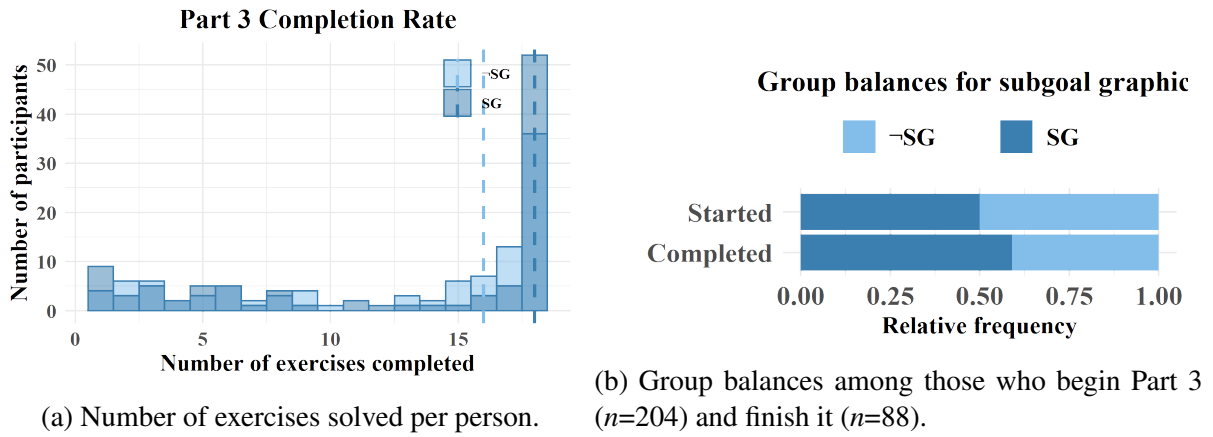 Part 3 Completion Rate
Number of participants
50
40
30
20
10
0
¬SG
SG
0 5 10 15
Number of exercises completed
(a) Number of exercises solved per person.
Group balances for subgoal graphic
¬SG SG
Started
Completed
0.00 0.25 0.50 0.75 1.00
Relative frequency
(b) Group balances among those who begin Part 3
(n=204) and finish it (n=88).